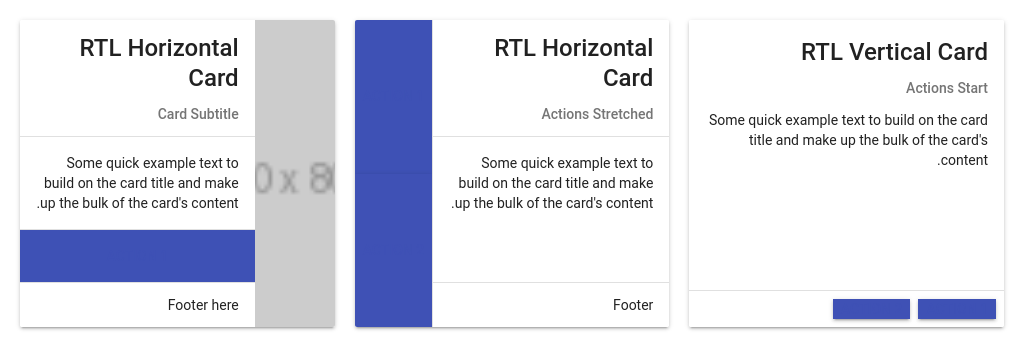 RTL Horizontal
Card
Card Subtitle
Some quick example text to
build on the card title and make
.up the bulk of the card's content
Footer here
0 x 80
RTL Horizontal
Card
Actions Stretched
Some quick example text to
build on the card title and make
.up the bulk of the card's content
Footer
RTL Vertical Card
Actions Start
Some quick example text to build on the card
title and make up the bulk of the card's
.content